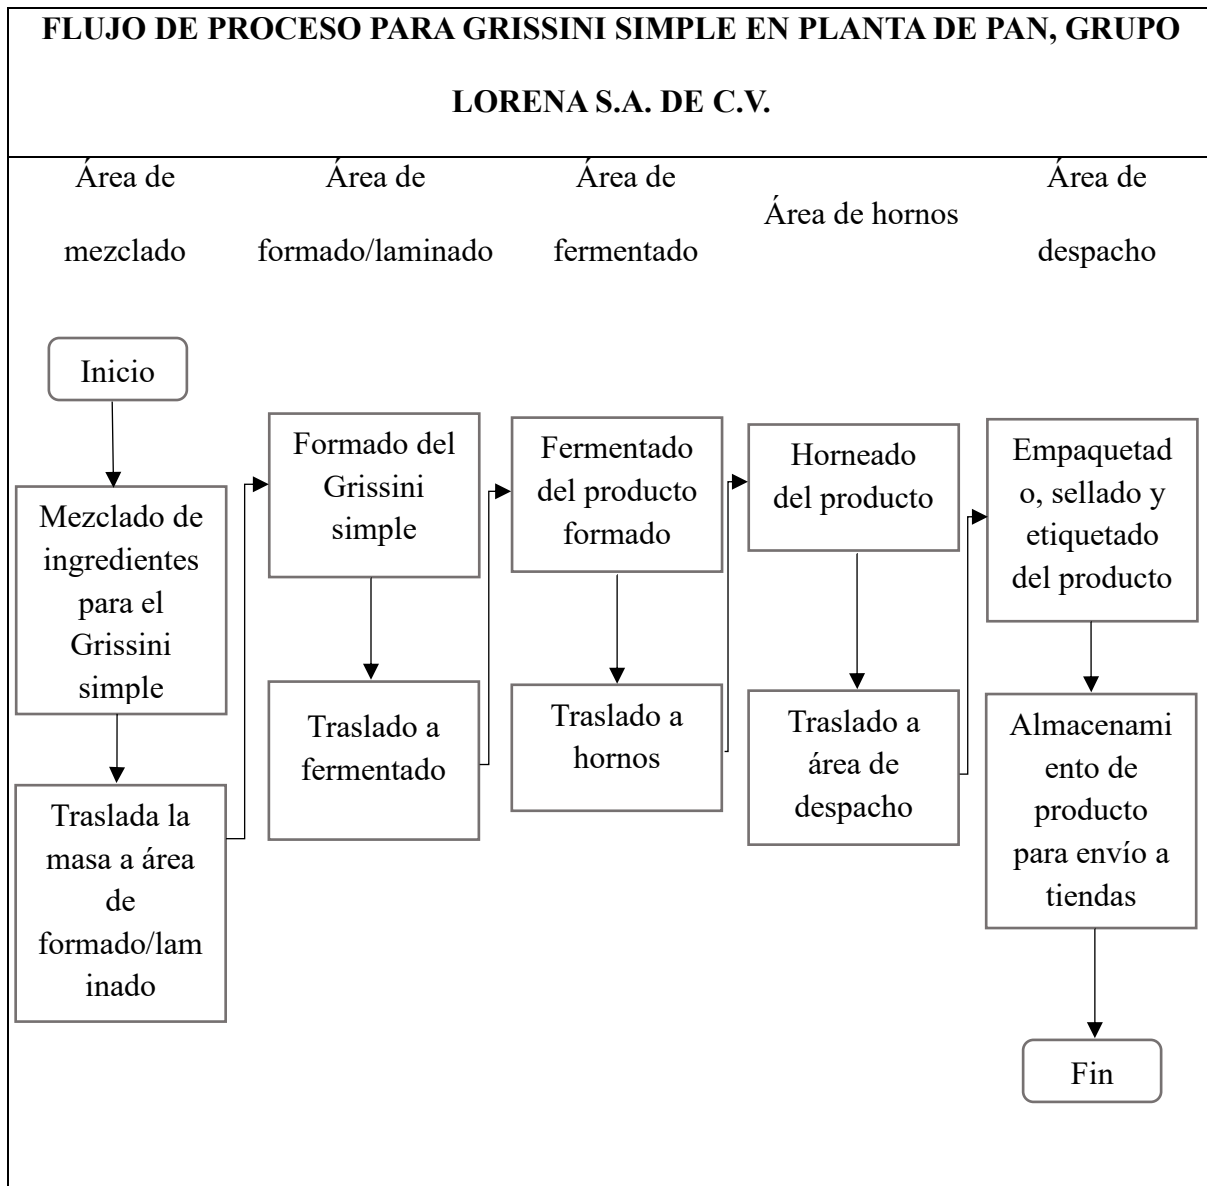 FLUJO DE PROCESO PARA GRISSINI SIMPLE EN PLANTA DE PAN, GRUPO
LORENA S.A. DE C.V.
Área de
mezclado
Área de
formado/laminado
Área de
fermentado
Área de hornos
Área de
despacho
Inicio
Mezclado de
ingredientes
para el
Grissini
simple
Traslada la
masa a área
de
formado/lam
inado
Formado del
Grissini
simple
Traslado a
fermentado
Fermentado
del producto
formado
Traslado a
hornos
Horneado
del producto
Traslado a
área de
despacho
Empaquetad
o, sellado y
etiquetado
del producto
Almacenami
ento de
producto
para envío a
tiendas
Fin